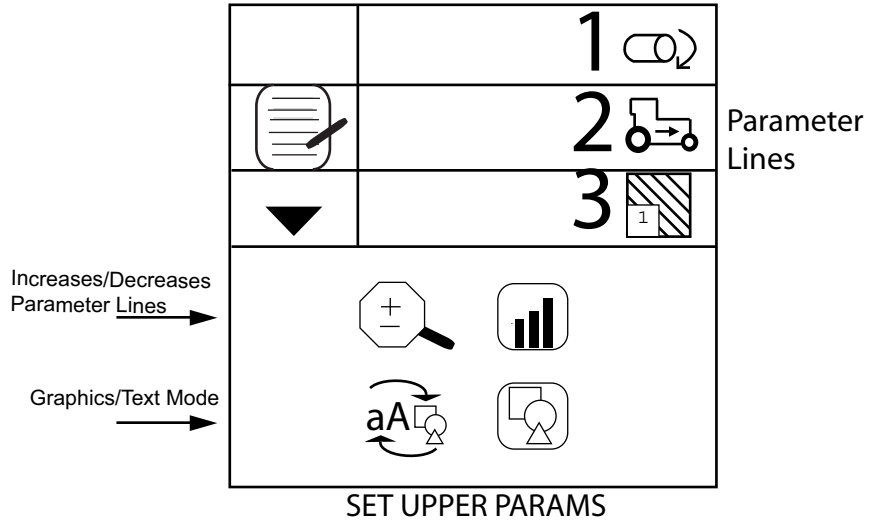 1
2
Parameter
Lines
3
1
Increases/Decreases
Parameter Lines
+
−
Graphics/Text Mode
aA
SET UPPER PARAMS